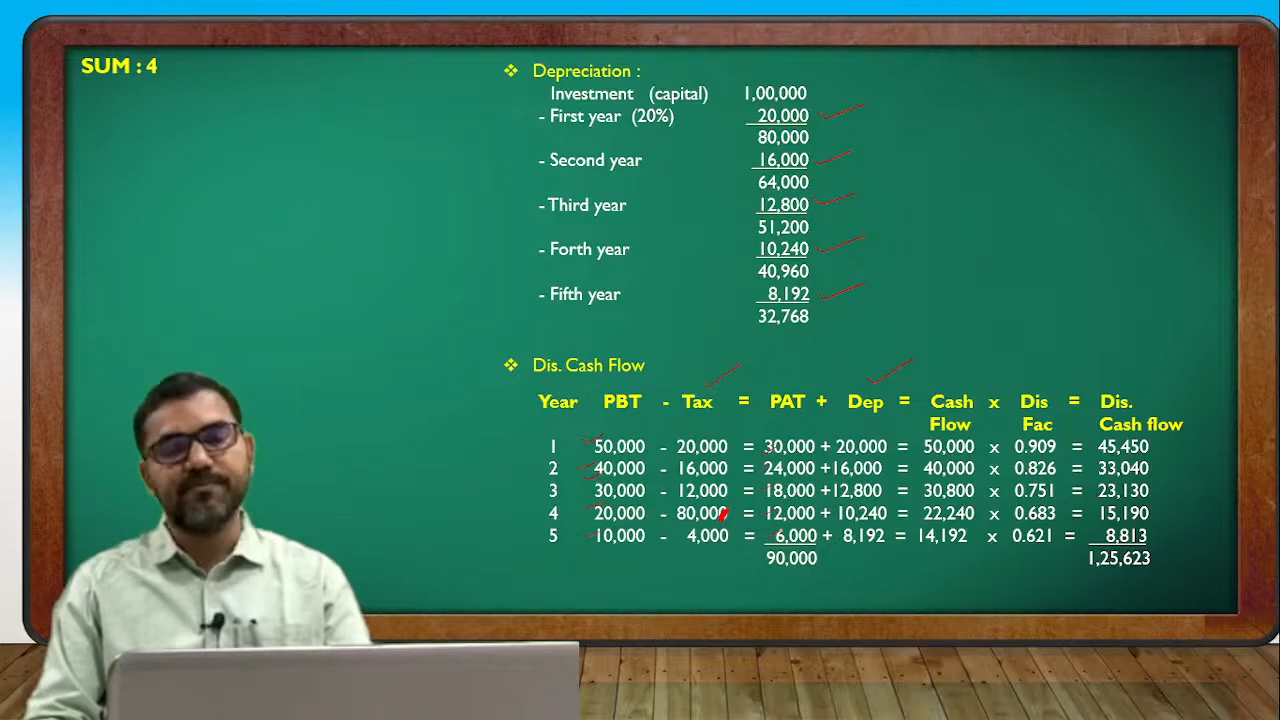 SUM : 4
❖ Depreciation :
Investment (capital) 1,00,000
- First year (20%) 20,000
80,000
- Second year 16,000
64,000
- Third year 12,800
51,200
- Forth year 10,240
40,960
- Fifth year 8,192
32,768
❖ Dis. Cash Flow
Year PBT - Tax = PAT + Dep = Cash x Dis = Dis.
Flow Fac Cash flow
1 50,000 - 20,000 = 30,000 + 20,000 = 50,000 x 0.909 = 45,450
2 40,000 - 16,000 = 24,000 +16,000 = 40,000 x 0.826 = 33,040
3 30,000 - 12,000 = 18,000 +12,800 = 30,800 x 0.751 = 23,130
4 20,000 - 80,000 = 12,000 + 10,240 = 22,240 x 0.683 = 15,190
5 10,000 - 4,000 = 6,000 + 8,192 = 14,192 x 0.621 = 8,813
90,000 1,25,623